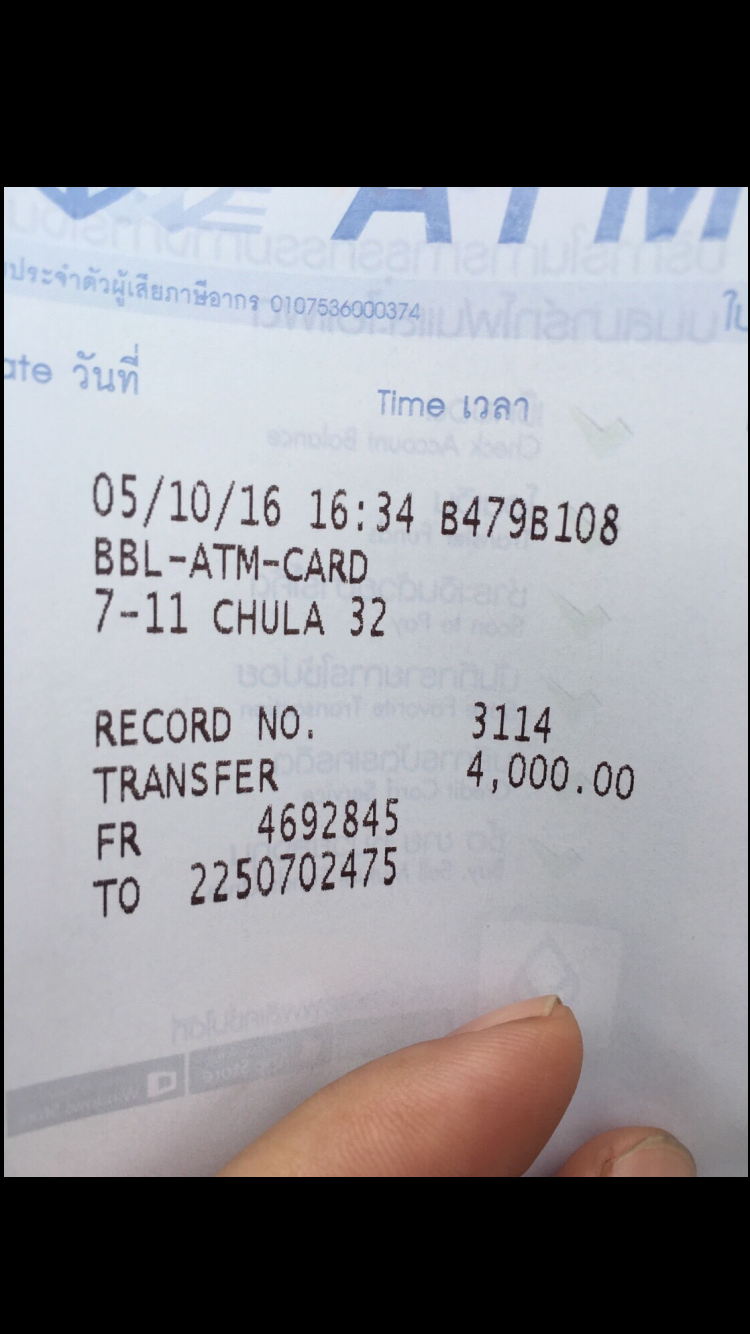 ATM
ประจำตัวผู้เสียภาษีอากร 0107536000374
วันที่
Time เวลา
05/10/16 16:34 B479B108
BBL-ATM-CARD
7-11 CHULA 32
RECORD NO. 3114
TRANSFER 4,000.00
FR 4692845
TO 2250702475